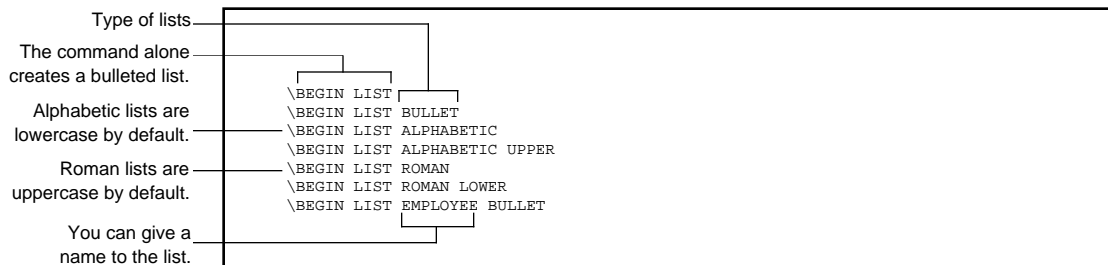 Type of lists
The command alone
creates a bulleted list.
\BEGIN LIST
Alphabetic lists are
lowercase by default.
\BEGIN LIST BULLET
\BEGIN LIST ALPHABETIC
\BEGIN LIST ALPHABETIC UPPER
Roman lists are
uppercase by default.
\BEGIN LIST ROMAN
\BEGIN LIST ROMAN LOWER
\BEGIN LIST EMPLOYEE BULLET
You can give a
name to the list.